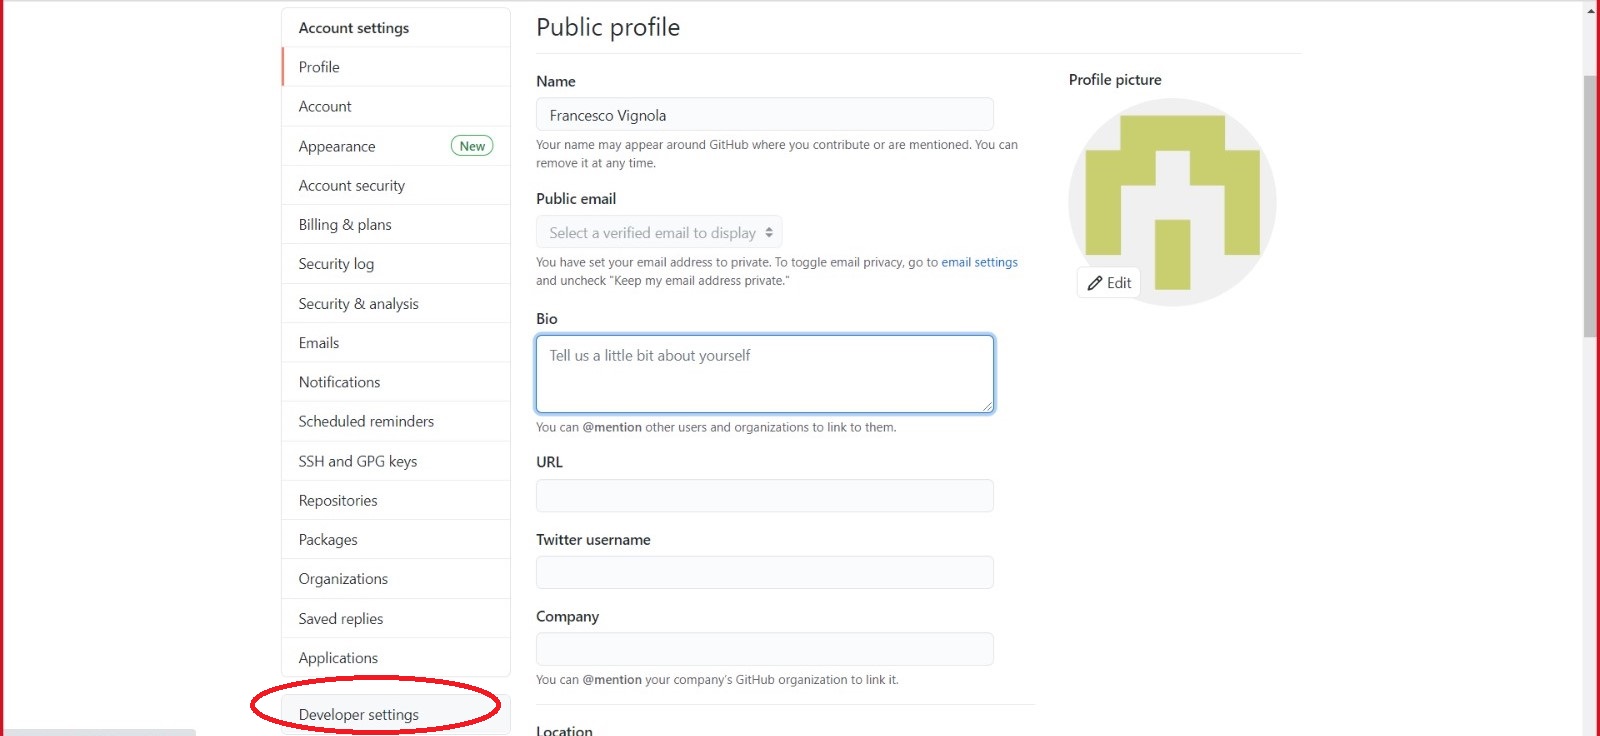 Account settings
Profile
Account
Appearance New
Account security
Billing & plans
Security log
Security & analysis
Emails
Notifications
Scheduled reminders
SSH and GPG keys
Repositories
Packages
Organizations
Saved replies
Applications
Developer settings
Public profile
Name
Francesco Vignola
Your name may appear around GitHub where you contribute or are mentioned. You can
remove it at any time.
Public email
Select a verified email to display
You have set your email address to private. To toggle email privacy, go to email settings
and uncheck "Keep my email address private."
Bio
Tell us a little bit about yourself
You can @mention other users and organizations to link to them.
URL
Twitter username
Company
You can @mention your company's GitHub organization to link it.
Location
Profile picture
Edit